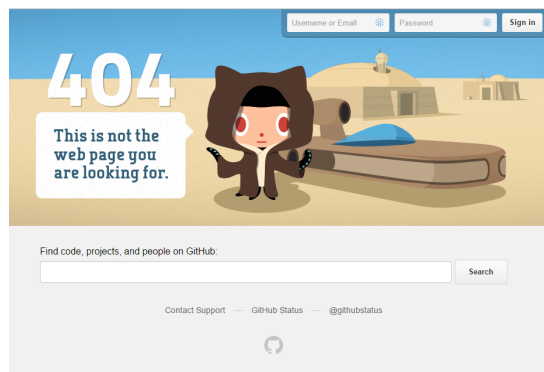 Username or Email
Password
Sign in
404
This is not the
web page you
are looking for.
Find code, projects, and people on GitHub:
Search
Contact Support — GitHub Status — @githubstatus